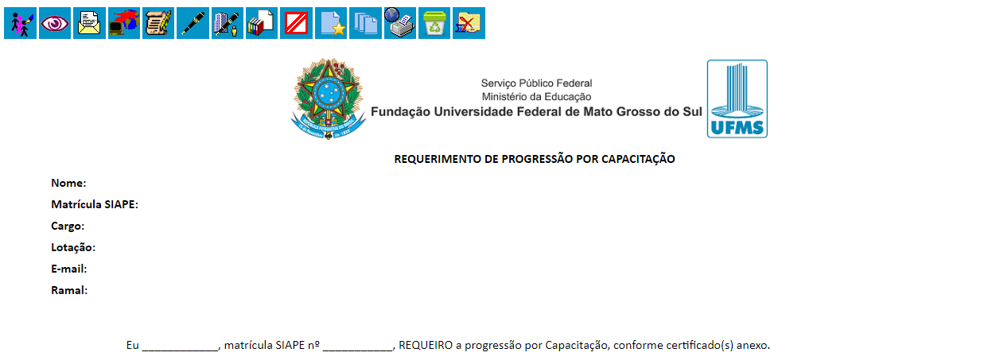 Serviço Público Federal
Ministério da Educação
Fundação Universidade Federal de Mato Grosso do Sul
UFMS
REQUERIMENTO DE PROGRESSÃO POR CAPACITAÇÃO
Nome:
Matrícula SIAPE:
Cargo:
Lotação:
E-mail:
Ramal:
Eu ____________, matrícula SIAPE nº ___________, REQUEIRO a progressão por Capacitação, conforme certificado(s) anexo.